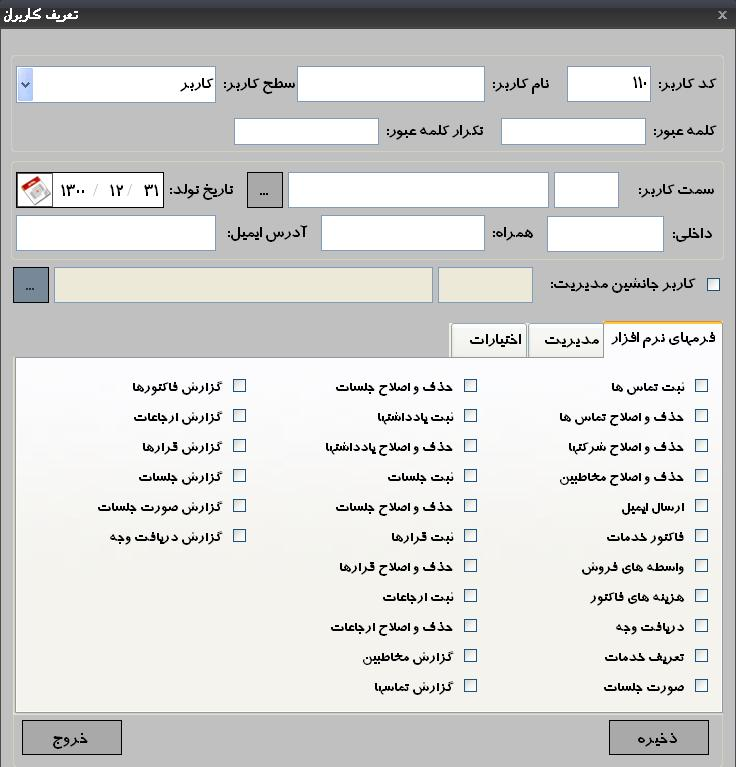 تعریف کاربران
کد کاربر: ۱۱۰ نام کاربر: سطح کاربر: کاربر
کلمه عبور: تکرار کلمه عبور:
سمت کاربر: ... تاریخ تولد: ۱۳۰۰ / ۱۲ / ۳۱
داخلی: همراه: آدرس ایمیل:
کاربر جانشین مدیریت: ...
فرمهای نرم افزار مدیریت اختیارات
ثبت تماس ها حذف و اصلاح جلسات گزارش فاکتورها
حذف و اصلاح تماس ها ثبت یادداشتها گزارش ارجاعات
حذف و اصلاح شرکتها حذف و اصلاح یادداشتها گزارش قرارها
حذف و اصلاح مخاطبین ثبت جلسات گزارش جلسات
ارسال ایمیل حذف و اصلاح جلسات گزارش صورت جلسات
فاکتور خدمات ثبت قرارها گزارش دریافت وجه
واسطه های فروش حذف و اصلاح قرارها
هزینه های فاکتور ثبت ارجاعات
دریافت وجه حذف و اصلاح ارجاعات
تعریف خدمات گزارش مخاطبین
صورت جلسات گزارش تماسها
ذخیره خروج